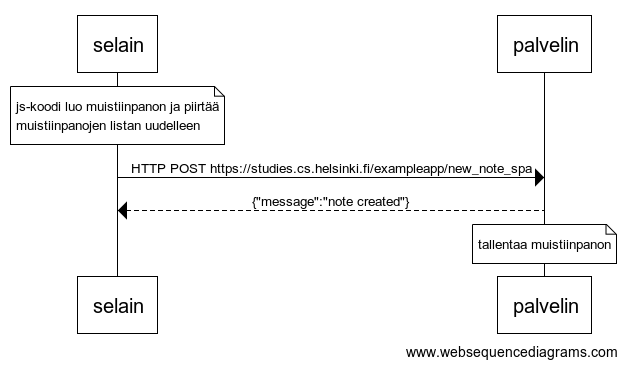 selain
palvelin
js-koodi luo muistiinpanon ja piirtää
muistiinpanojen listan uudelleen
HTTP POST https://studies.cs.helsinki.fi/exampleapp/new_note_spa
{"message":"note created"}
tallentaa muistiinpanon
selain
palvelin
www.websequencediagrams.com